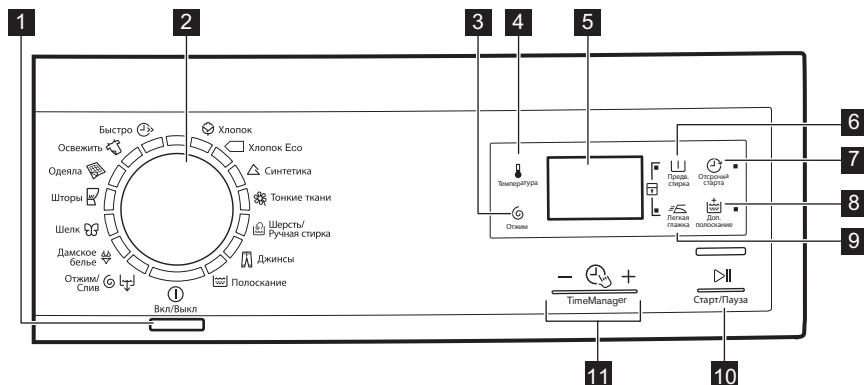 1
2
3
4
5
6
7
8
9
Быстро
Освежить
Одеяла
Шторы
Шелк
Дамское
белье
Отжим/
Слив
Вкл/Выкл
Хлопок
Хлопок Eco
Синтетика
Тонкие ткани
Шерсть/
Ручная стирка
Джинсы
Полоскание
Температура
Отжим
Предв.
стирка
Отсрочка
старта
Легкая
глажка
Доп.
полоскание
– +
TimeManager
Старт/Пауза
11
10